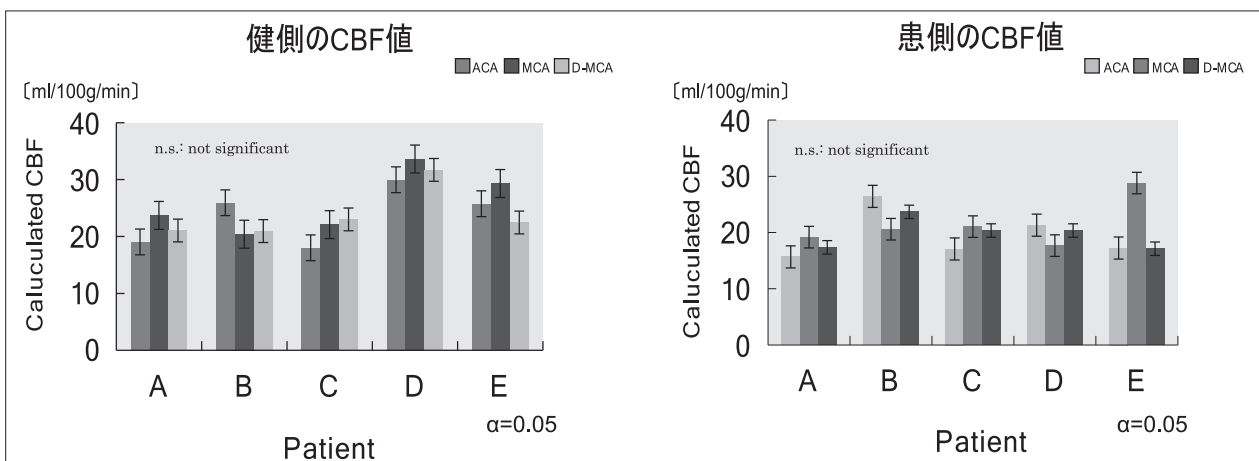 健側のCBF値
ACA MCA D-MCA
〔ml/100g/min〕
Caluculated CBF
40
30
20
10
0
n.s.: not significant
A B C D E
α=0.05
Patient
患側のCBF値
ACA MCA D-MCA
〔ml/100g/min〕
Caluculated CBF
40
30
20
10
0
n.s.: not significant
A B C D E
α=0.05
Patient